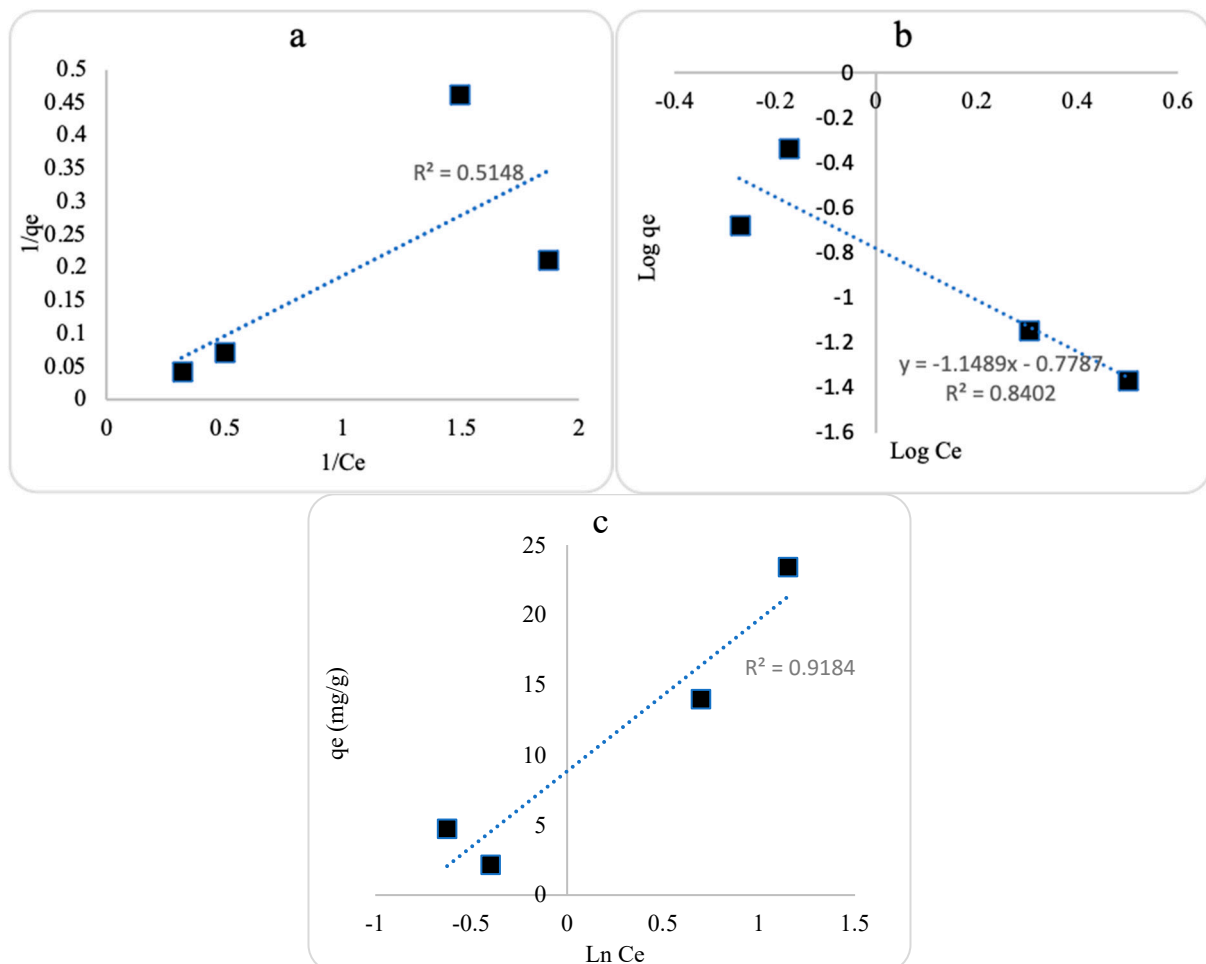 a
0.5
0.45
0.4
0.35
0.3
0.25
0.2
0.15
0.1
0.05
0
1/qe
R² = 0.5148
0 0.5 1 1.5 2
1/Ce
b
0
-0.4 -0.2 0 0.2 0.4 0.6
-0.2
-0.4
-0.6
-0.8
-1
-1.2
-1.4
-1.6
Log qe
y = -1.1489x - 0.7787
R² = 0.8402
Log Ce
c
25
20
15
10
5
0
qe (mg/g)
R² = 0.9184
-1 -0.5 0 0.5 1 1.5
Ln Ce